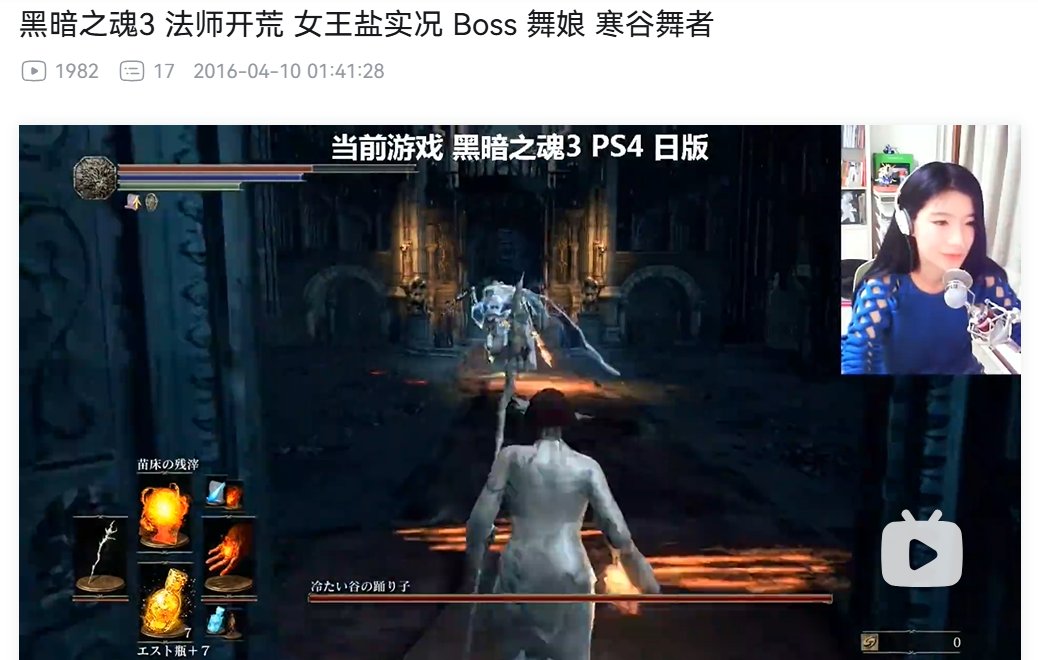 黑暗之魂3 法师开荒 女王盐实况 Boss 舞娘 寒谷舞者
1982 17 2016-04-10 01:41:28
当前游戏 黑暗之魂3 PS4 日版
苗床の残滓
冷たい谷の踊り子
7
エスト瓶+7
0